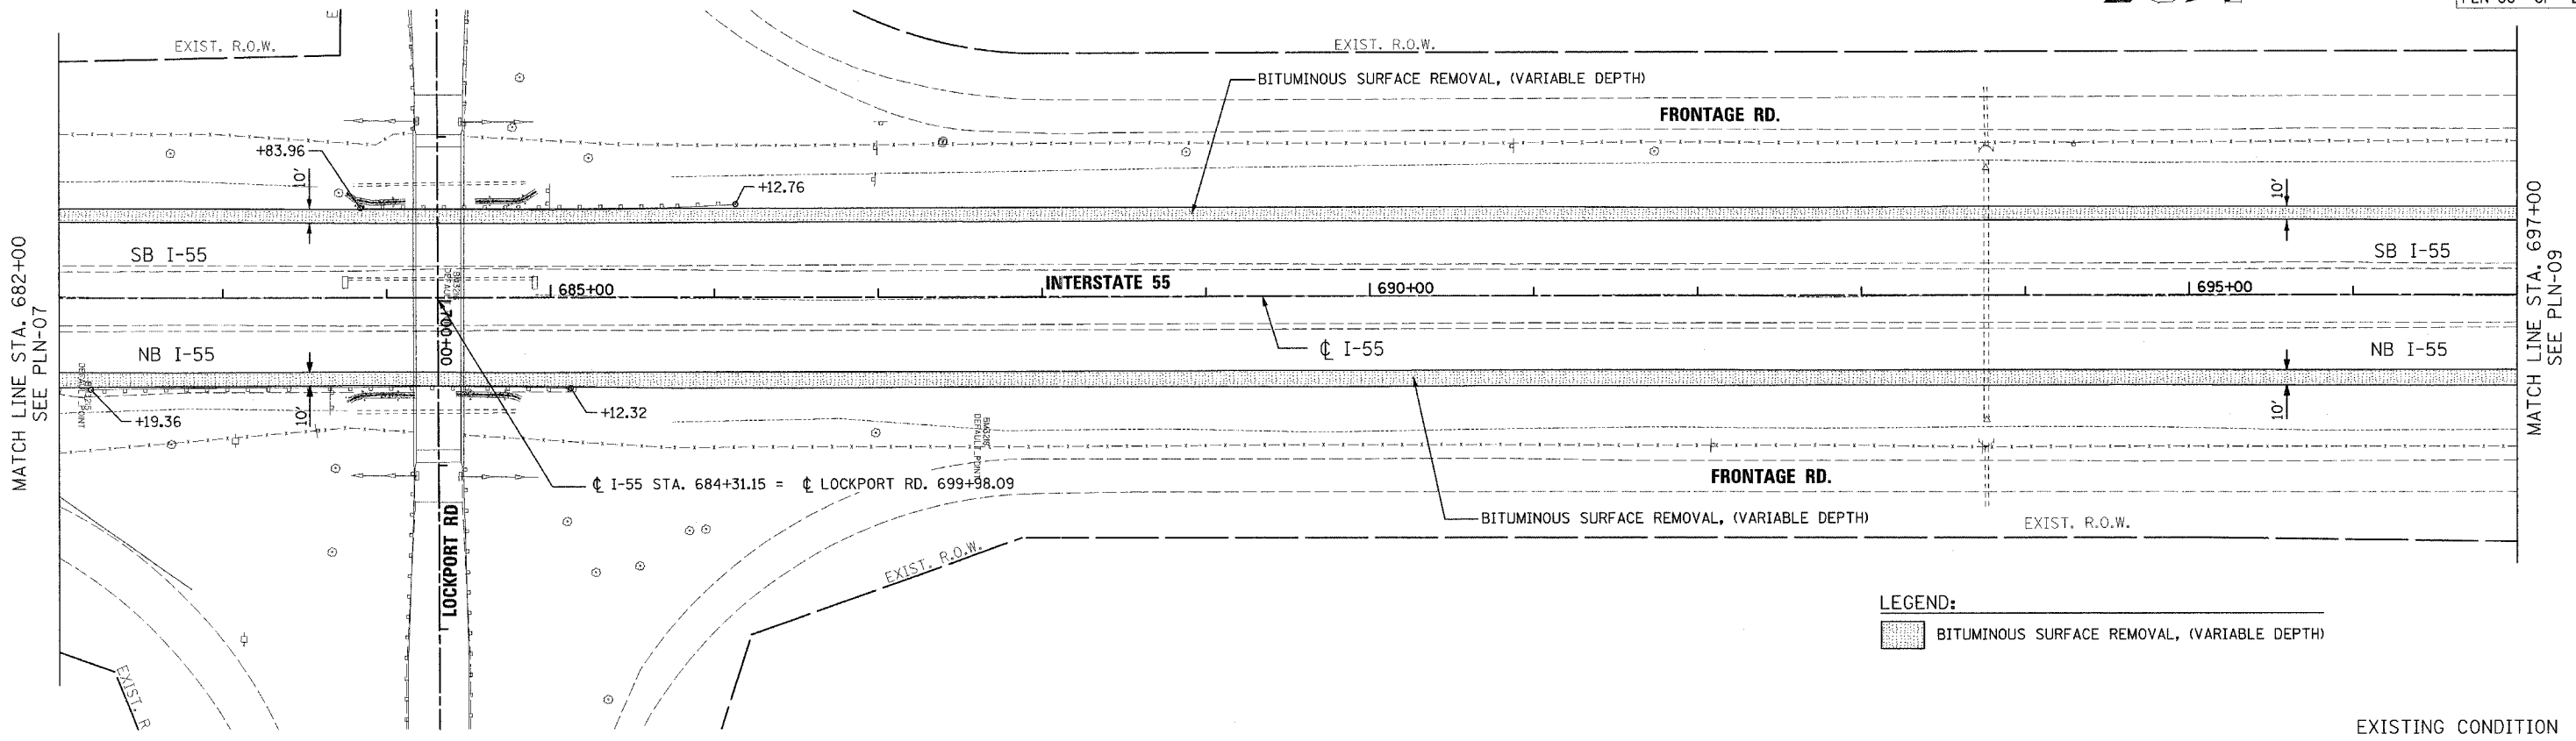 EXIST. R.O.W.
EXIST. R.O.W.
BITUMINOUS SURFACE REMOVAL, (VARIABLE DEPTH)
FRONTAGE RD.
+83.96
10'
+12.76
10'
MATCH LINE STA. 682+00
SEE PLN-07
SB I-55
SB I-55
MATCH LINE STA. 697+00
SEE PLN-09
INTERSTATE 55
685+00
690+00
695+00
700+00
NB I-55
℄ I-55
NB I-55
+19.36
10'
+12.32
10'
℄ I-55 STA. 684+31.15 = ℄ LOCKPORT RD. 699+98.09
FRONTAGE RD.
LOCKPORT RD
BITUMINOUS SURFACE REMOVAL, (VARIABLE DEPTH)
EXIST. R.O.W.
EXIST. R.O.W.
LEGEND:
BITUMINOUS SURFACE REMOVAL, (VARIABLE DEPTH)
EXIST. R
EXISTING CONDITION